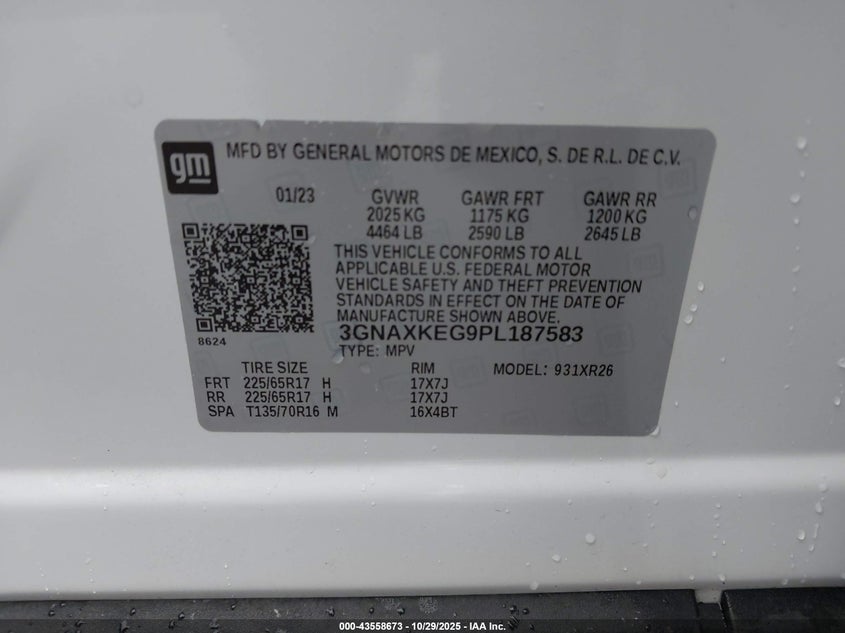 gm MFD BY GENERAL MOTORS DE MEXICO, S. DE R.L. DE C.V.
01/23 GVWR GAWR FRT GAWR RR
2025 KG 1175 KG 1200 KG
4464 LB 2590 LB 2645 LB
THIS VEHICLE CONFORMS TO ALL
APPLICABLE U.S. FEDERAL MOTOR
VEHICLE SAFETY AND THEFT PREVENTION
STANDARDS IN EFFECT ON THE DATE OF
MANUFACTURE SHOWN ABOVE.
3GNAXKEG9PL187583
8624 TYPE: MPV
TIRE SIZE RIM MODEL: 931XR26
FRT 225/65R17 H 17X7J
RR 225/65R17 H 17X7J
SPA T135/70R16 M 16X4BT
000-43558673 - 10/29/2025 - IAA Inc.